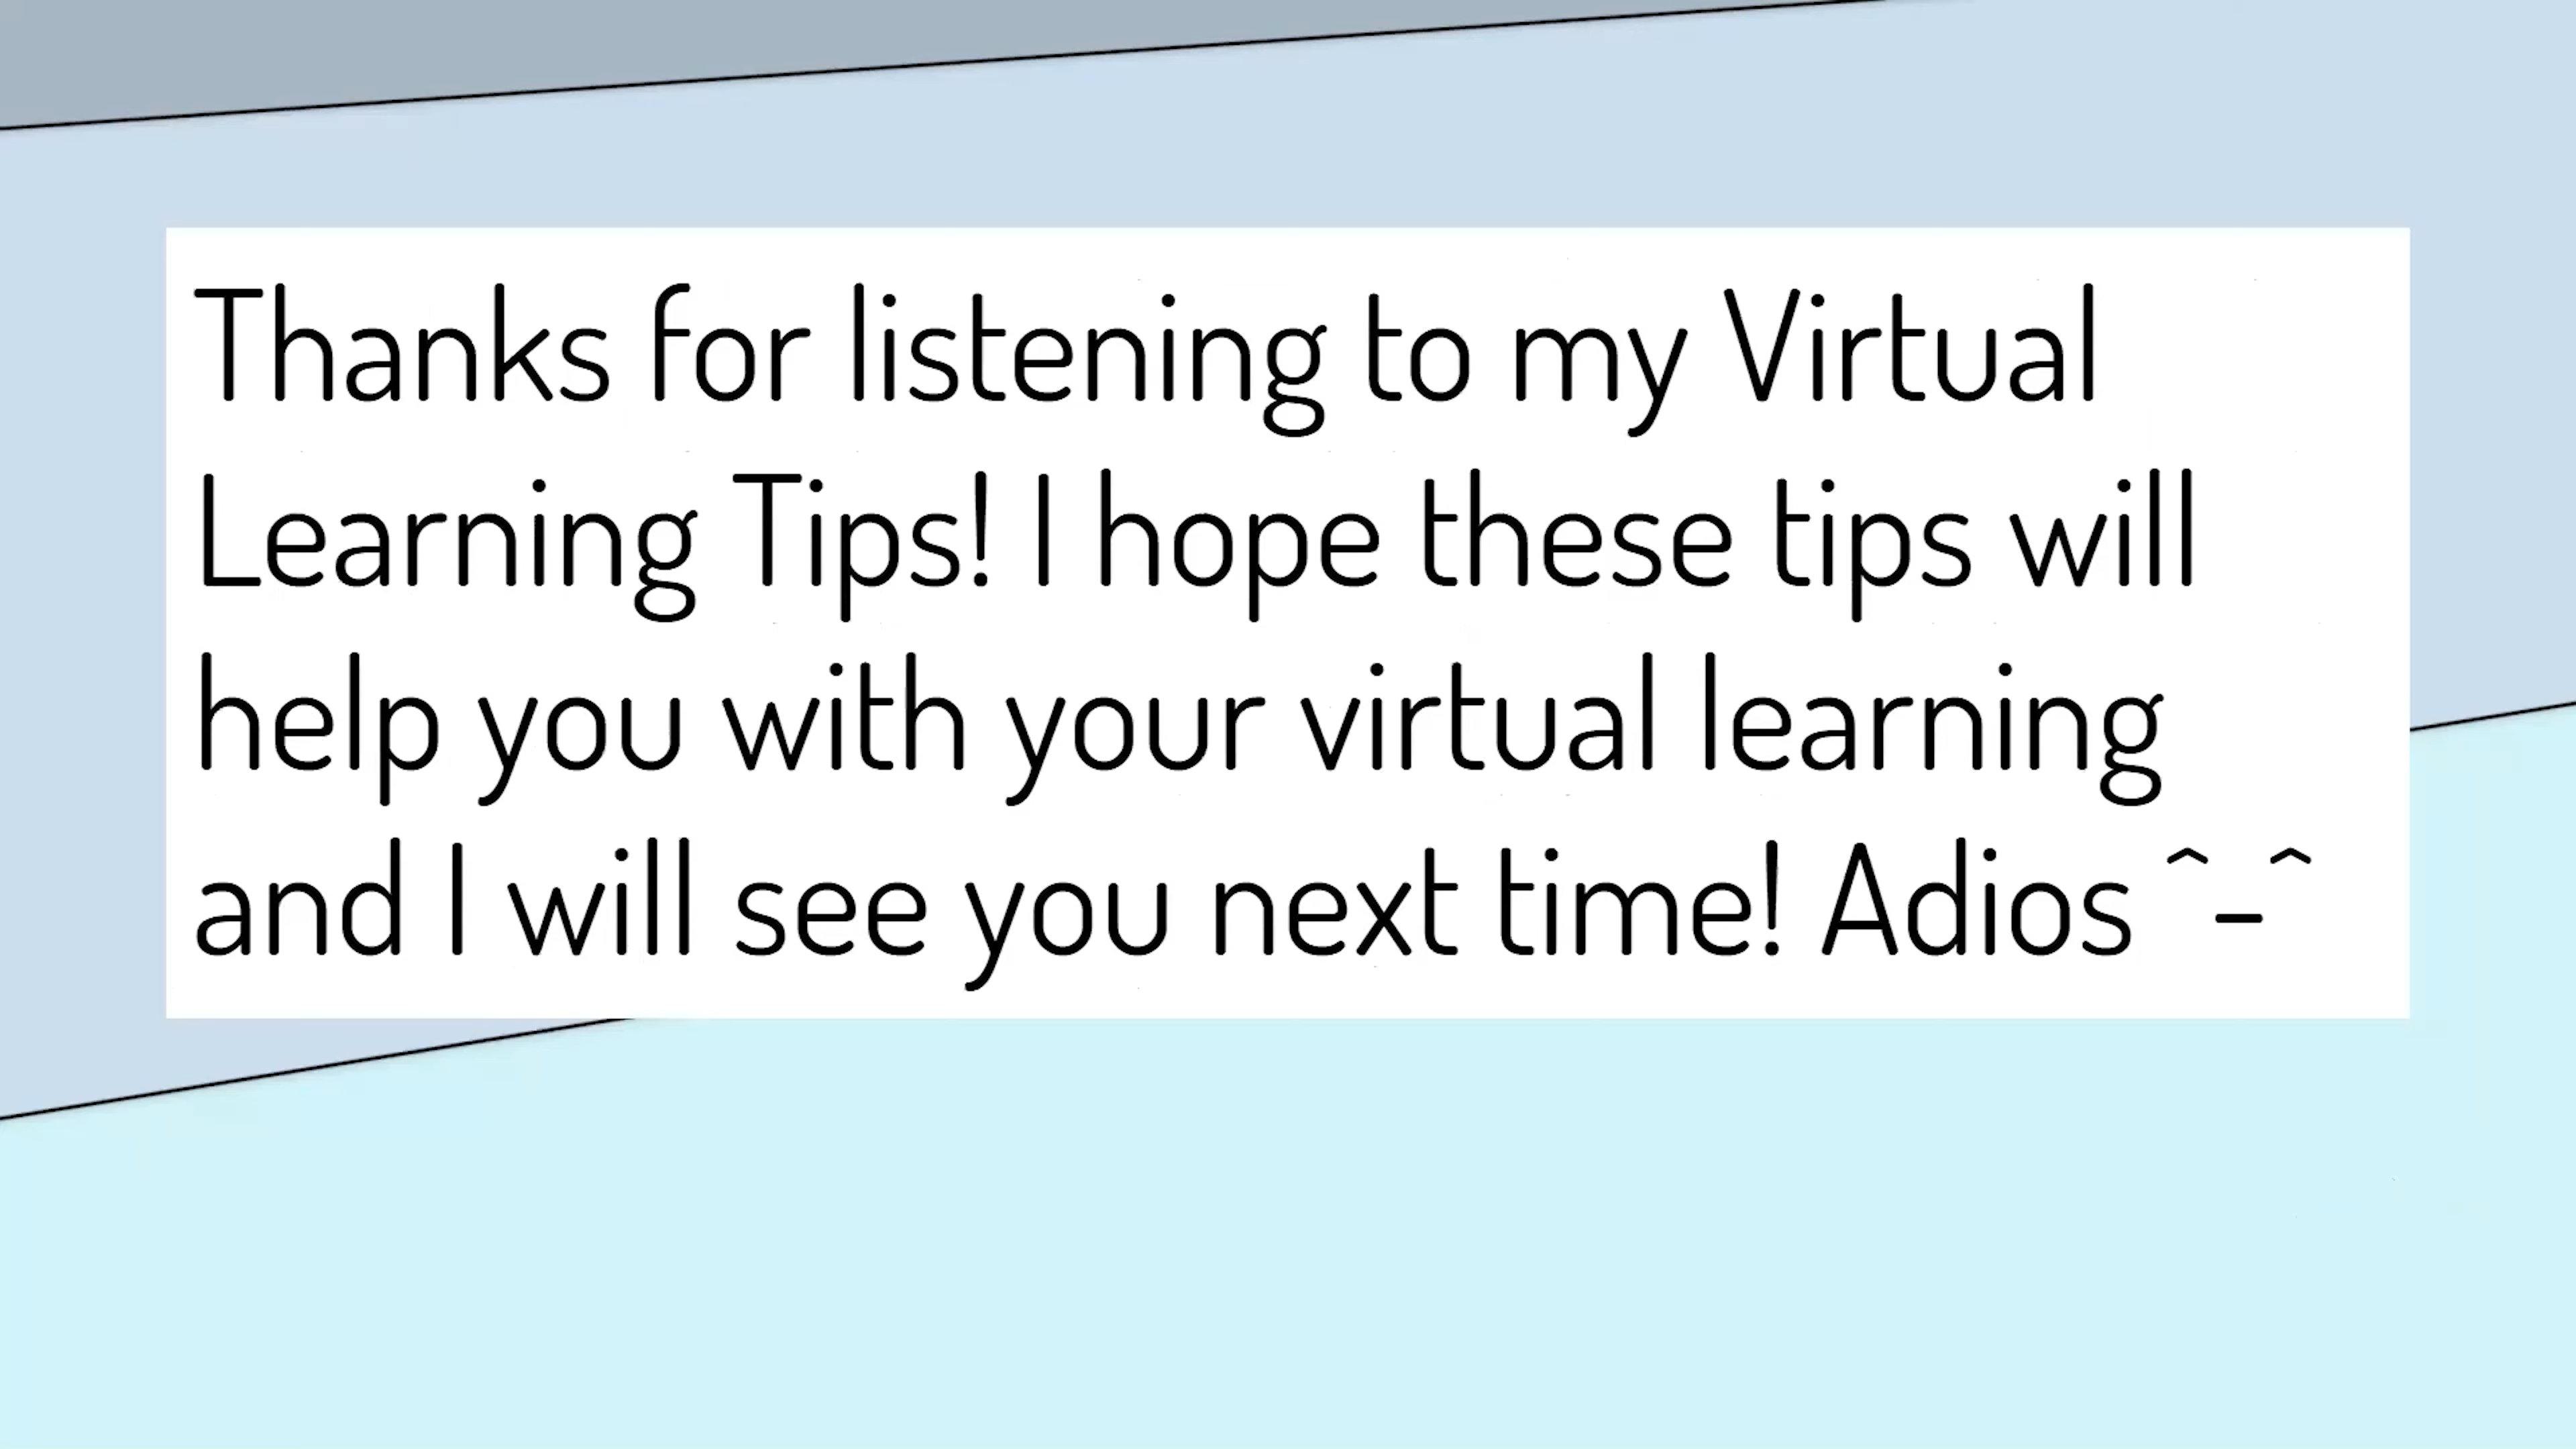 Thanks for listening to my Virtual
Learning Tips! I hope these tips will
help you with your virtual learning
and I will see you next time! Adios ^-^